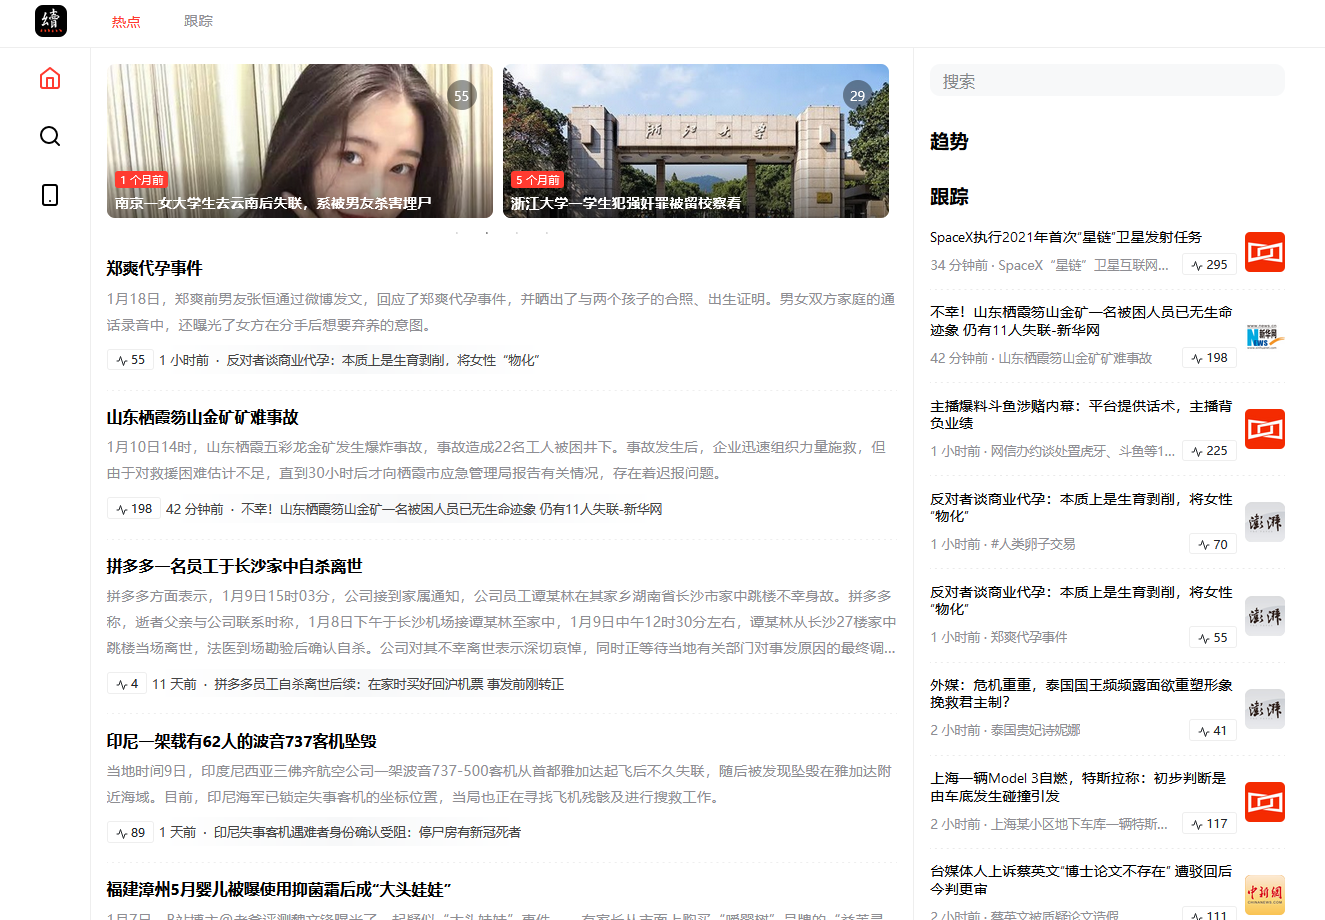 續
热点
跟踪
55
1 个月前
南京一女大学生去云南后失联，系被男友杀害埋尸
浙江大学
29
5 个月前
浙江大学一学生犯强奸罪被留校察看
郑爽代孕事件
1月18日，郑爽前男友张恒通过微博发文，回应了郑爽代孕事件，并晒出了与两个孩子的合照、出生证明。男女双方家庭的通
话录音中，还曝光了女方在分手后想要弃养的意图。
55 1 小时前 · 反对者谈商业代孕：本质上是生育剥削，将女性“物化”
山东栖霞笏山金矿矿难事故
1月10日14时，山东栖霞五彩龙金矿发生爆炸事故，事故造成22名工人被困井下。事故发生后，企业迅速组织力量施救，但
由于对救援困难估计不足，直到30小时后才向栖霞市应急管理局报告有关情况，存在着迟报问题。
198 42 分钟前 · 不幸！山东栖霞笏山金矿一名被困人员已无生命迹象 仍有11人失联-新华网
拼多多一名员工于长沙家中自杀离世
拼多多方面表示，1月9日15时03分，公司接到家属通知，公司员工谭某林在其家乡湖南省长沙市家中跳楼不幸身故。拼多多
称，逝者父亲与公司联系时称，1月8日下午于长沙机场接谭某林至家中，1月9日中午12时30分左右，谭某林从长沙27楼家中
跳楼当场离世，法医到场勘验后确认自杀。公司对其不幸离世表示深切哀悼，同时正等待当地有关部门对事发原因的最终调...
4 11 天前 · 拼多多员工自杀离世后续：在家时买好回沪机票 事发前刚转正
印尼一架载有62人的波音737客机坠毁
当地时间9日，印度尼西亚三佛齐航空公司一架波音737-500客机从首都雅加达起飞后不久失联，随后被发现坠毁在雅加达附
近海域。目前，印尼海军已锁定失事客机的坐标位置，当局也正在寻找飞机残骸及进行搜救工作。
89 1 天前 · 印尼失事客机遇难者身份确认受阻：停尸房有新冠死者
福建漳州5月婴儿被曝使用抑菌霜后成“大头娃娃”
搜索
趋势
跟踪
SpaceX执行2021年首次“星链”卫星发射任务
34 分钟前 · SpaceX“星链”卫星互联网... 295
不幸！山东栖霞笏山金矿一名被困人员已无生命
迹象 仍有11人失联-新华网
42 分钟前 · 山东栖霞笏山金矿矿难事故 198
新华网
NEWS
主播爆料斗鱼涉赌内幕：平台提供话术，主播背
负业绩
1 小时前 · 网信办约谈处置虎牙、斗鱼等1... 225
反对者谈商业代孕：本质上是生育剥削，将女性
“物化”
1 小时前 · #人类卵子交易 70
澎湃
反对者谈商业代孕：本质上是生育剥削，将女性
“物化”
1 小时前 · 郑爽代孕事件 55
澎湃
外媒：危机重重，泰国国王频频露面欲重塑形象
挽救君主制？
2 小时前 · 泰国贵妃诗妮娜 41
澎湃
上海一辆Model 3自燃，特斯拉称：初步判断是
由车底发生碰撞引发
2 小时前 · 上海某小区地下车库一辆特斯... 117
台媒体人上诉蔡英文“博士论文不存在” 遭驳回后
今判更审
2 小时前 · 蔡英文被质疑论文造假 111
中新網